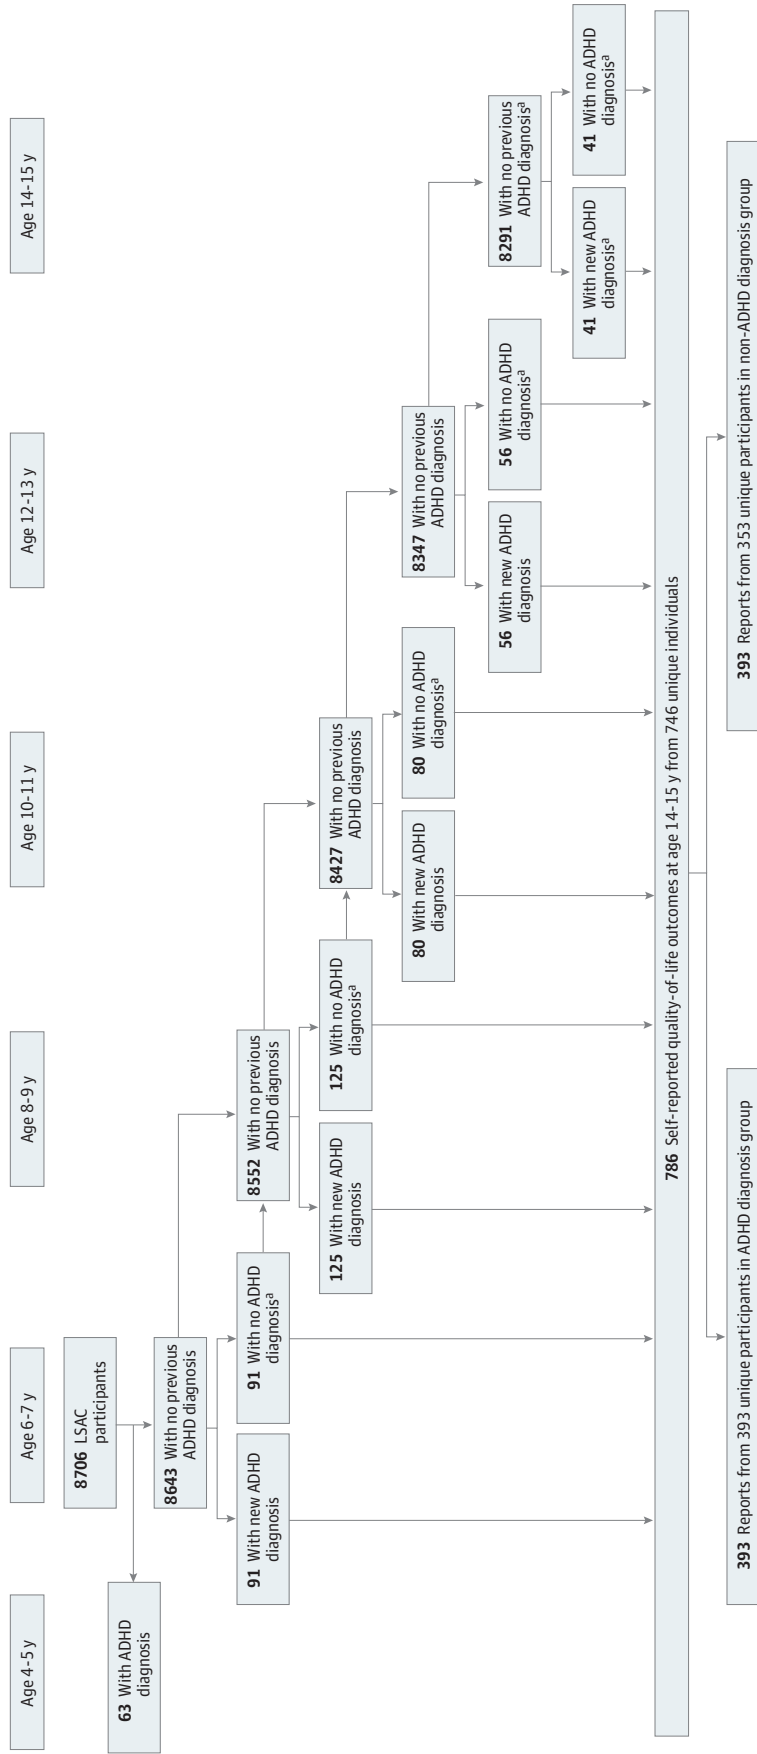 Age 4-5 y
Age 6-7 y
Age 8-9 y
Age 10-11 y
Age 12-13 y
Age 14-15 y
8706 LSAC
participants
63 With ADHD
diagnosis
8643 With no previous
ADHD diagnosis
91 With new ADHD
diagnosis
91 With no ADHD
diagnosisᵃ
8552 With no previous
ADHD diagnosis
125 With new ADHD
diagnosis
125 With no ADHD
diagnosisᵃ
8427 With no previous
ADHD diagnosis
80 With new ADHD
diagnosis
80 With no ADHD
diagnosisᵃ
8347 With no previous
ADHD diagnosis
56 With new ADHD
diagnosis
56 With no ADHD
diagnosisᵃ
8291 With no previous
ADHD diagnosisᵃ
41 With new ADHD
diagnosisᵃ
41 With no ADHD
diagnosisᵃ
786 Self-reported quality-of-life outcomes at age 14-15 y from 746 unique individuals
393 Reports from 393 unique participants in ADHD diagnosis group
393 Reports from 353 unique participants in non-ADHD diagnosis group